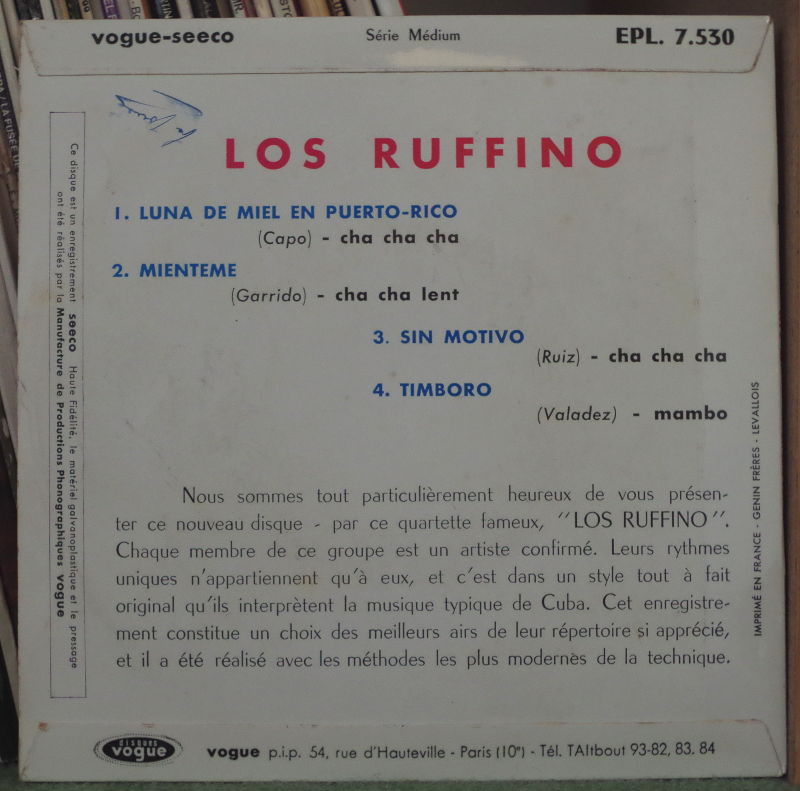 vogue-seeco Série Médium EPL. 7.530
LOS RUFFINO
1. LUNA DE MIEL EN PUERTO-RICO
(Capo) - cha cha cha
2. MIENTEME
(Garrido) - cha cha lent
3. SIN MOTIVO
(Ruiz) - cha cha cha
4. TIMBORO
(Valadez) - mambo
Nous sommes tout particulièrement heureux de vous présen-
ter ce nouveau disque - par ce quartette fameux, "LOS RUFFINO".
Chaque membre de ce groupe est un artiste confirmé. Leurs rythmes
uniques n'appartiennent qu'à eux, et c'est dans un style tout à fait
original qu'ils interprètent la musique typique de Cuba. Cet enregistre-
ment constitue un choix des meilleurs airs de leur répertoire si apprécié,
et il a été réalisé avec les méthodes les plus modernes de la technique.
Ce disque est un enregistrement seeco Haute Fidélité, le matériel galvanoplastique et le pressage
ont été réalisés par la Manufacture de Productions Phonographiques vogue
IMPRIMÉ EN FRANCE - GENIN FRÈRES - LEVALLOIS
disques
vogue
vogue p.i.p. 54, rue d'Hauteville - Paris (10e) - Tél. TAItbout 93-82, 83, 84
LA FUSÉE